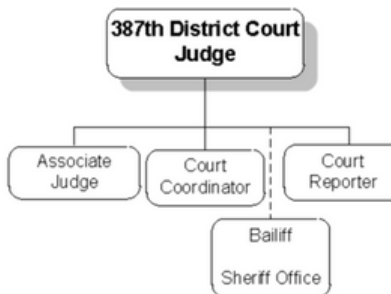 387th District Court
Judge
Associate
Judge
Court
Coordinator
Court
Reporter
Bailiff
Sheriff Office